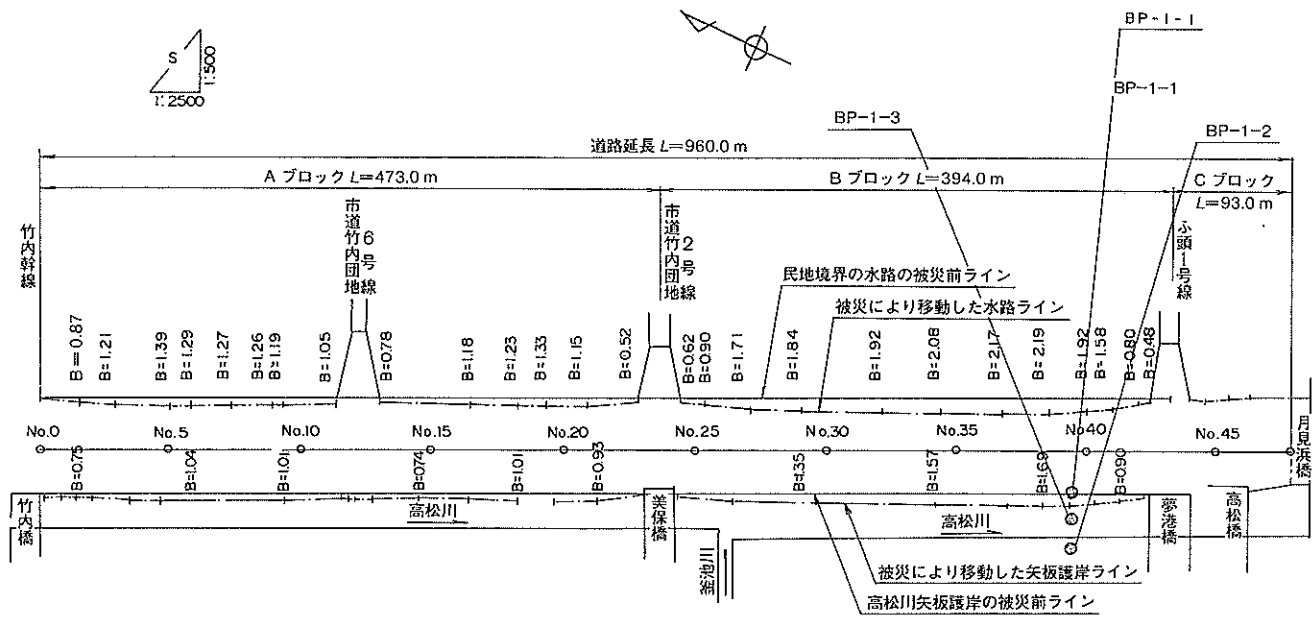 BP-1-1
S
1:500
1:2500
BP-1-1
BP-1-3
BP-1-2
道路延長 L=960.0 m
A ブロック L=473.0 m
B ブロック L=394.0 m
C ブロック
L=93.0 m
竹内幹線
市道竹内団地
6号線
市道竹内団地
2号線
ふ頭1号線
民地境界の水路の被災前ライン
被災により移動した水路ライン
B=0.87
B=1.21
B=1.39
B=1.29
B=1.27
B=1.26
B=1.19
B=1.05
B=0.78
B=1.18
B=1.23
B=1.33
B=1.15
B=0.52
B=0.62
B=0.90
B=1.71
B=1.84
B=1.92
B=2.08
B=2.17
B=2.19
B=1.92
B=1.58
B=0.80
B=0.48
No.0
No.5
No.10
No.15
No.20
No.25
No.30
No.35
No.40
No.45
月見浜橋
B=0.75
B=1.04
B=1.01
B=0.74
B=1.01
B=0.93
B=1.35
B=1.57
B=1.69
B=0.90
竹内橋
高松川
美保橋
高松川
夢港橋
高松橋
被災により移動した矢板護岸ライン
高松川矢板護岸の被災前ライン